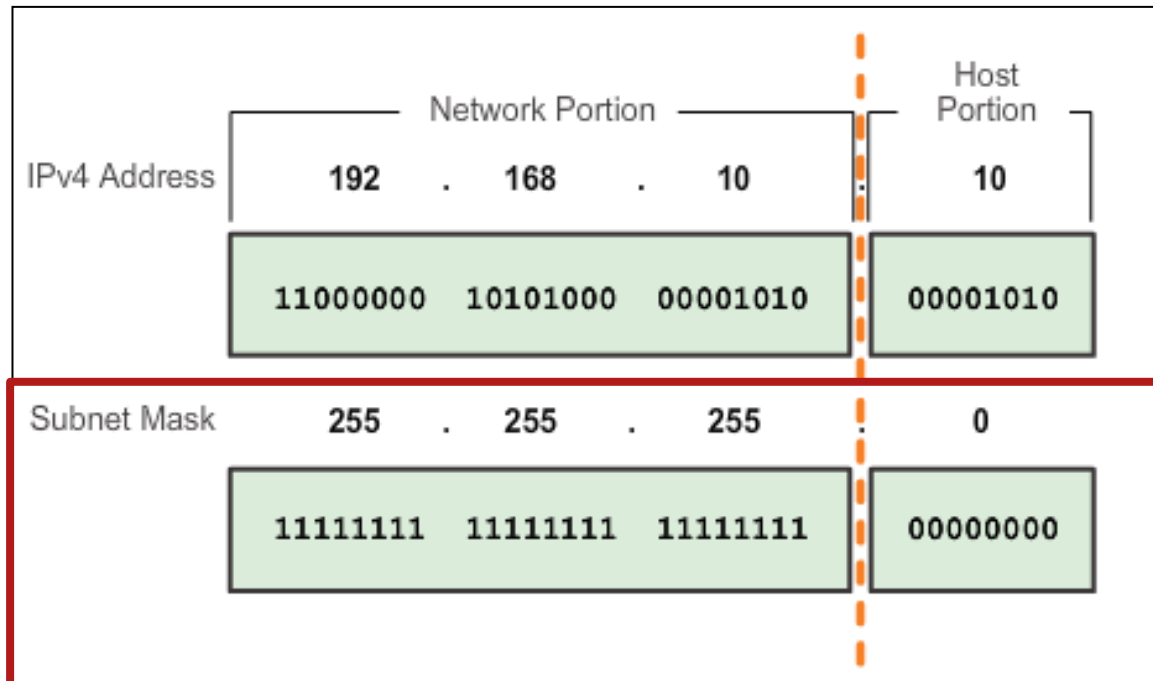 Host
Network Portion Portion
IPv4 Address 192 . 168 . 10 . 10
11000000 10101000 00001010 00001010
Subnet Mask 255 . 255 . 255 . 0
11111111 11111111 11111111 00000000